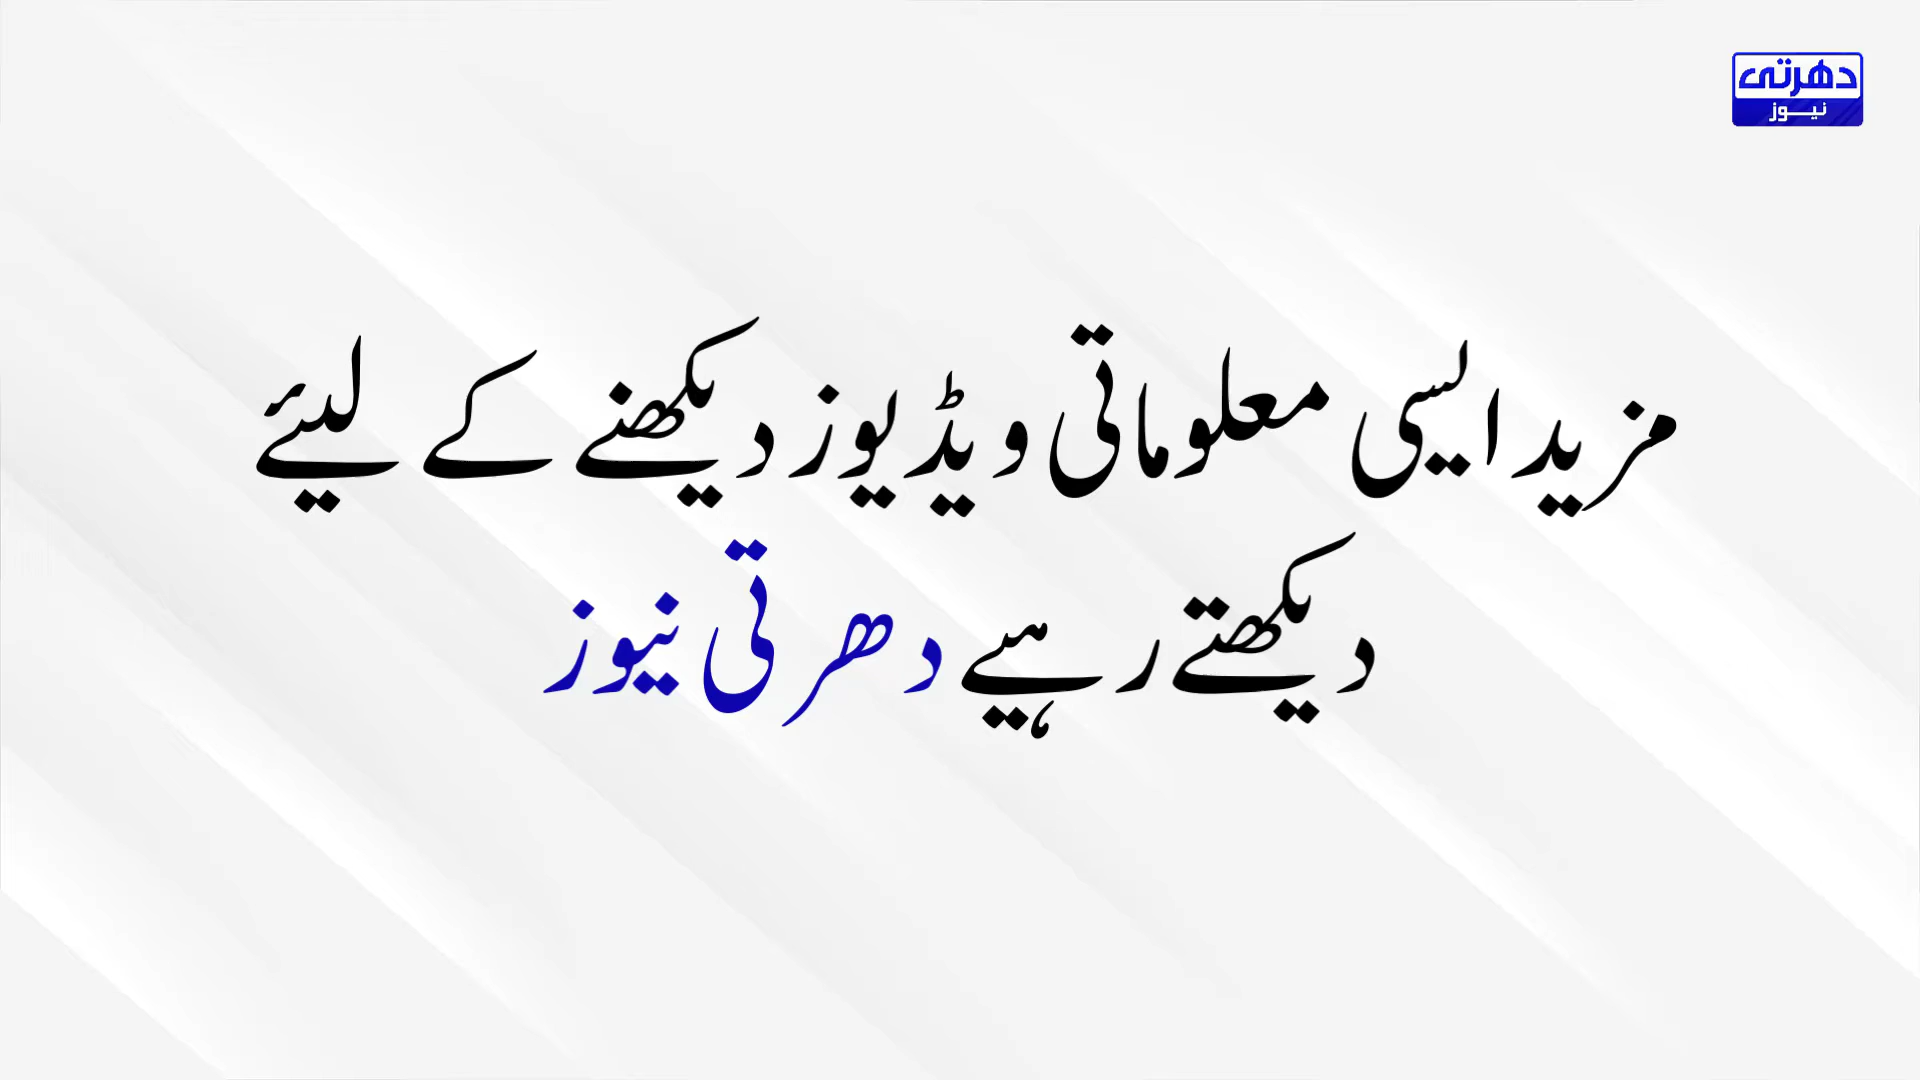 دھرتی
نیوز
مزید ایسی معلوماتی ویڈیوز دیکھنے کے لیئے
دیکھتے رہیے دھرتی نیوز